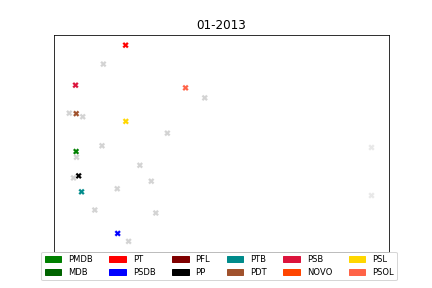 01-2013
PMDB PT PFL PTB PSB PSL
MDB PSDB PP PDT NOVO PSOL